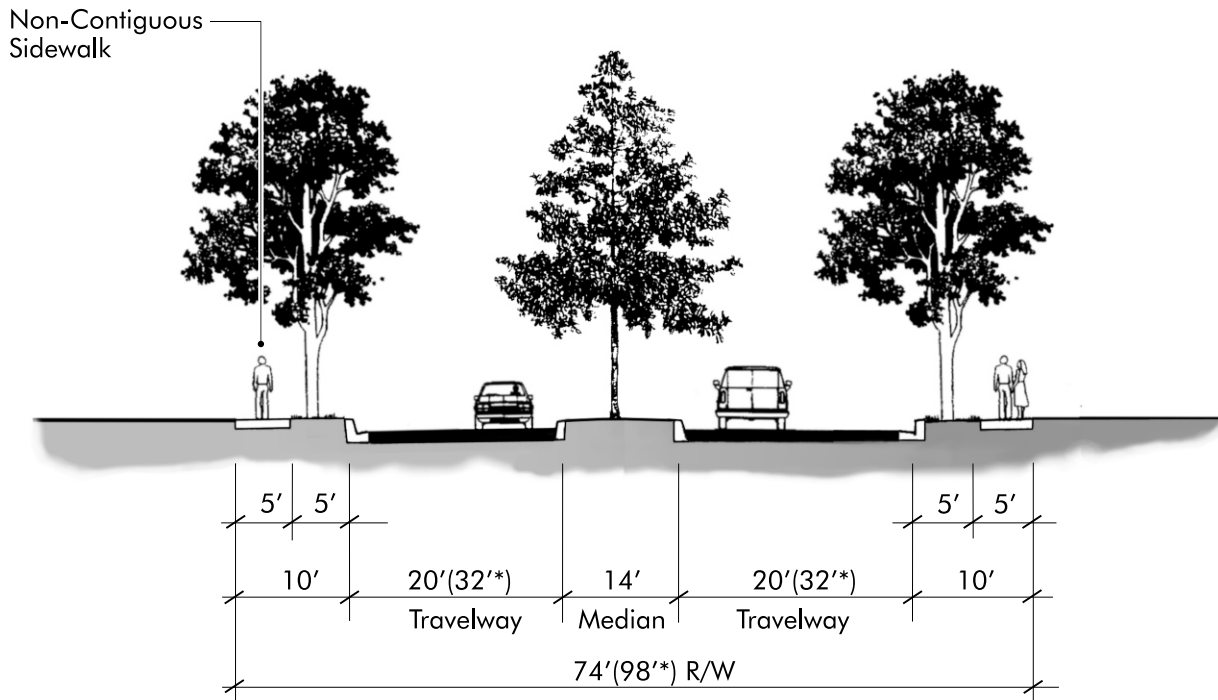 Non-Contiguous
Sidewalk
5′ 5′ 5′ 5′
10′ 20′(32′*) 14′ 20′(32′*) 10′
Travelway Median Travelway
74′(98′*) R/W